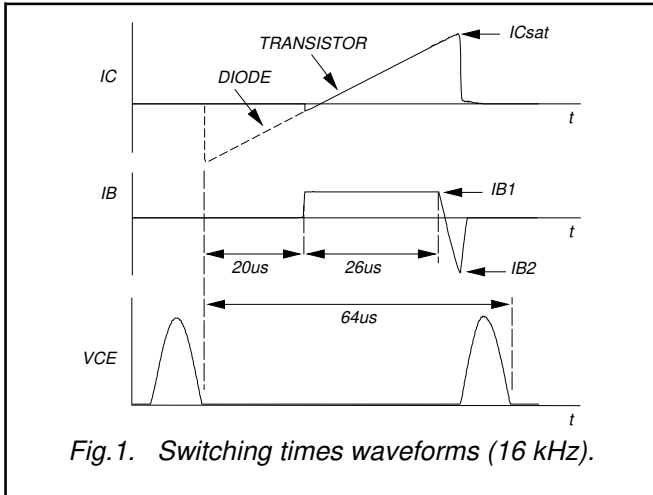 ICsat
TRANSISTOR
IC
DIODE
t
IB
IB1
t
20us
26us
IB2
64us
VCE
t
Fig.1. Switching times waveforms (16 kHz).